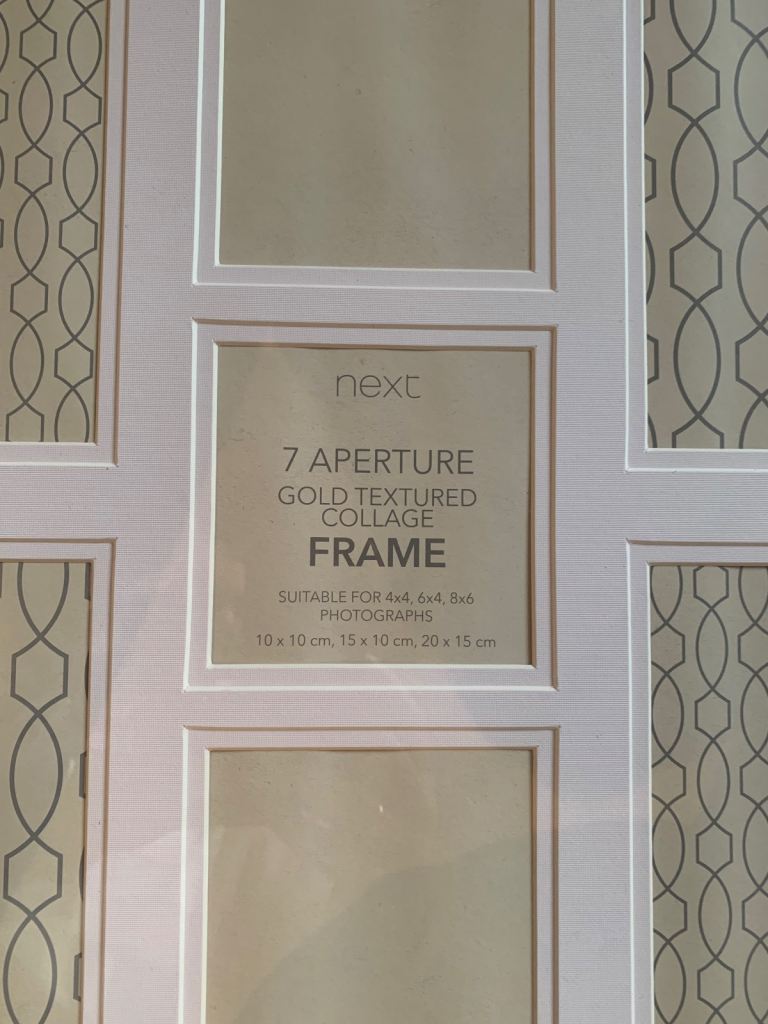 next
7 APERTURE
GOLD TEXTURED
COLLAGE
FRAME
SUITABLE FOR 4x4, 6x4, 8x6
PHOTOGRAPHS
10 x 10 cm, 15 x 10 cm, 20 x 15 cm